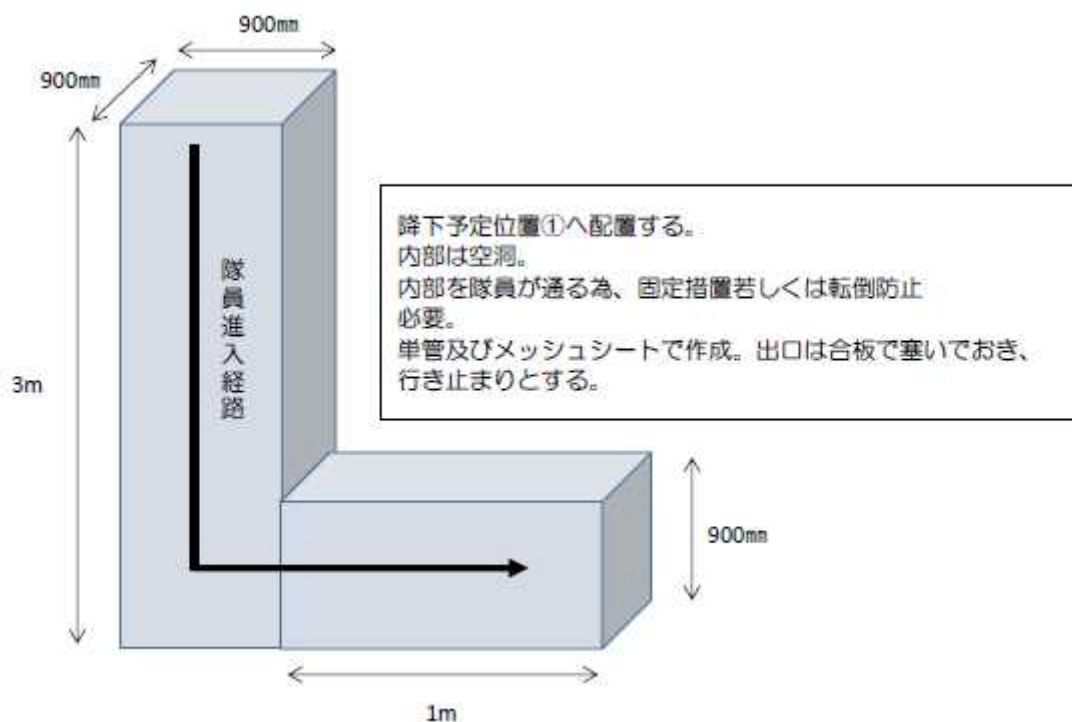 900㎜
900㎜
降下予定位置①へ配置する。
内部は空洞。
内部を隊員が通る為、固定措置若しくは転倒防止
必要。
単管及びメッシュシートで作成。出口は合板で塞いでおき、
行き止まりとする。
隊員進入経路
3m
900㎜
1m